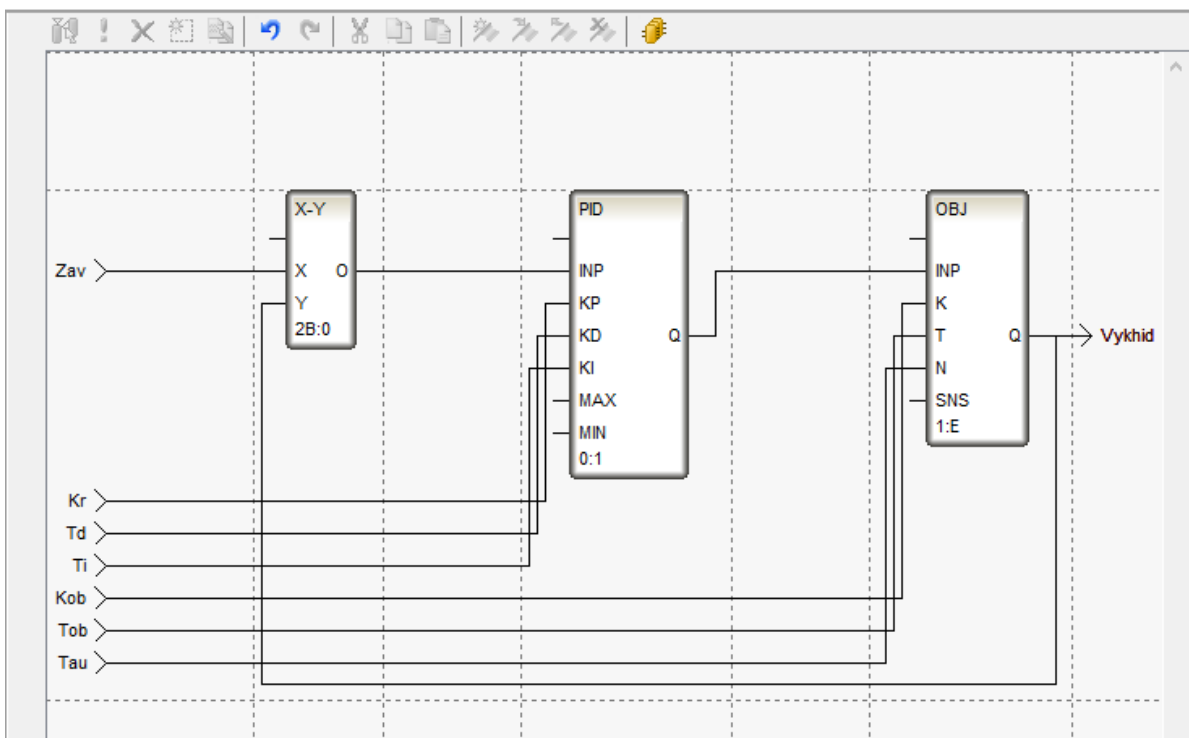 X-Y
X O
Y
2B:0
PID
INP
KP
KD Q
KI
MAX
MIN
0:1
OBJ
INP
K
T Q
N
SNS
1:E
Zav
Vykhid
Kr
Td
Ti
Kob
Tob
Tau